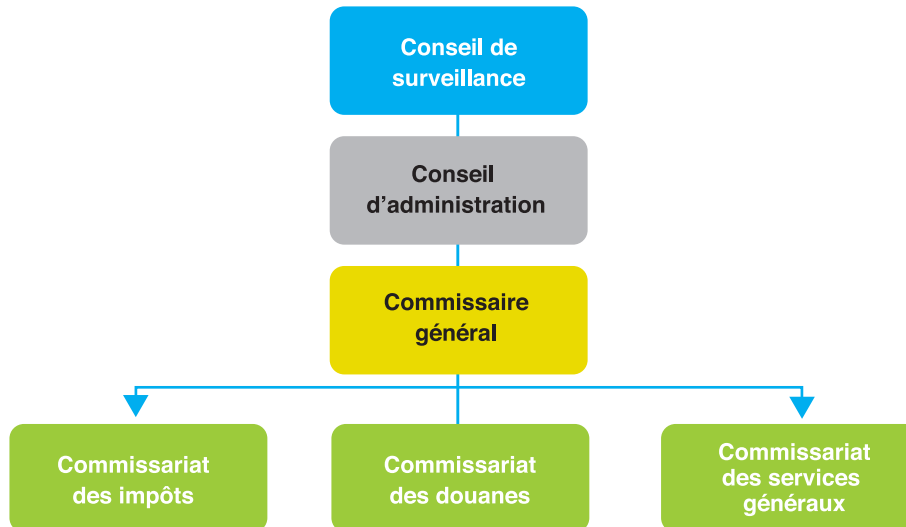 Conseil de
surveillance
Conseil
d’administration
Commissaire
général
Commissariat
des impôts
Commissariat
des douanes
Commissariat
des services
généraux